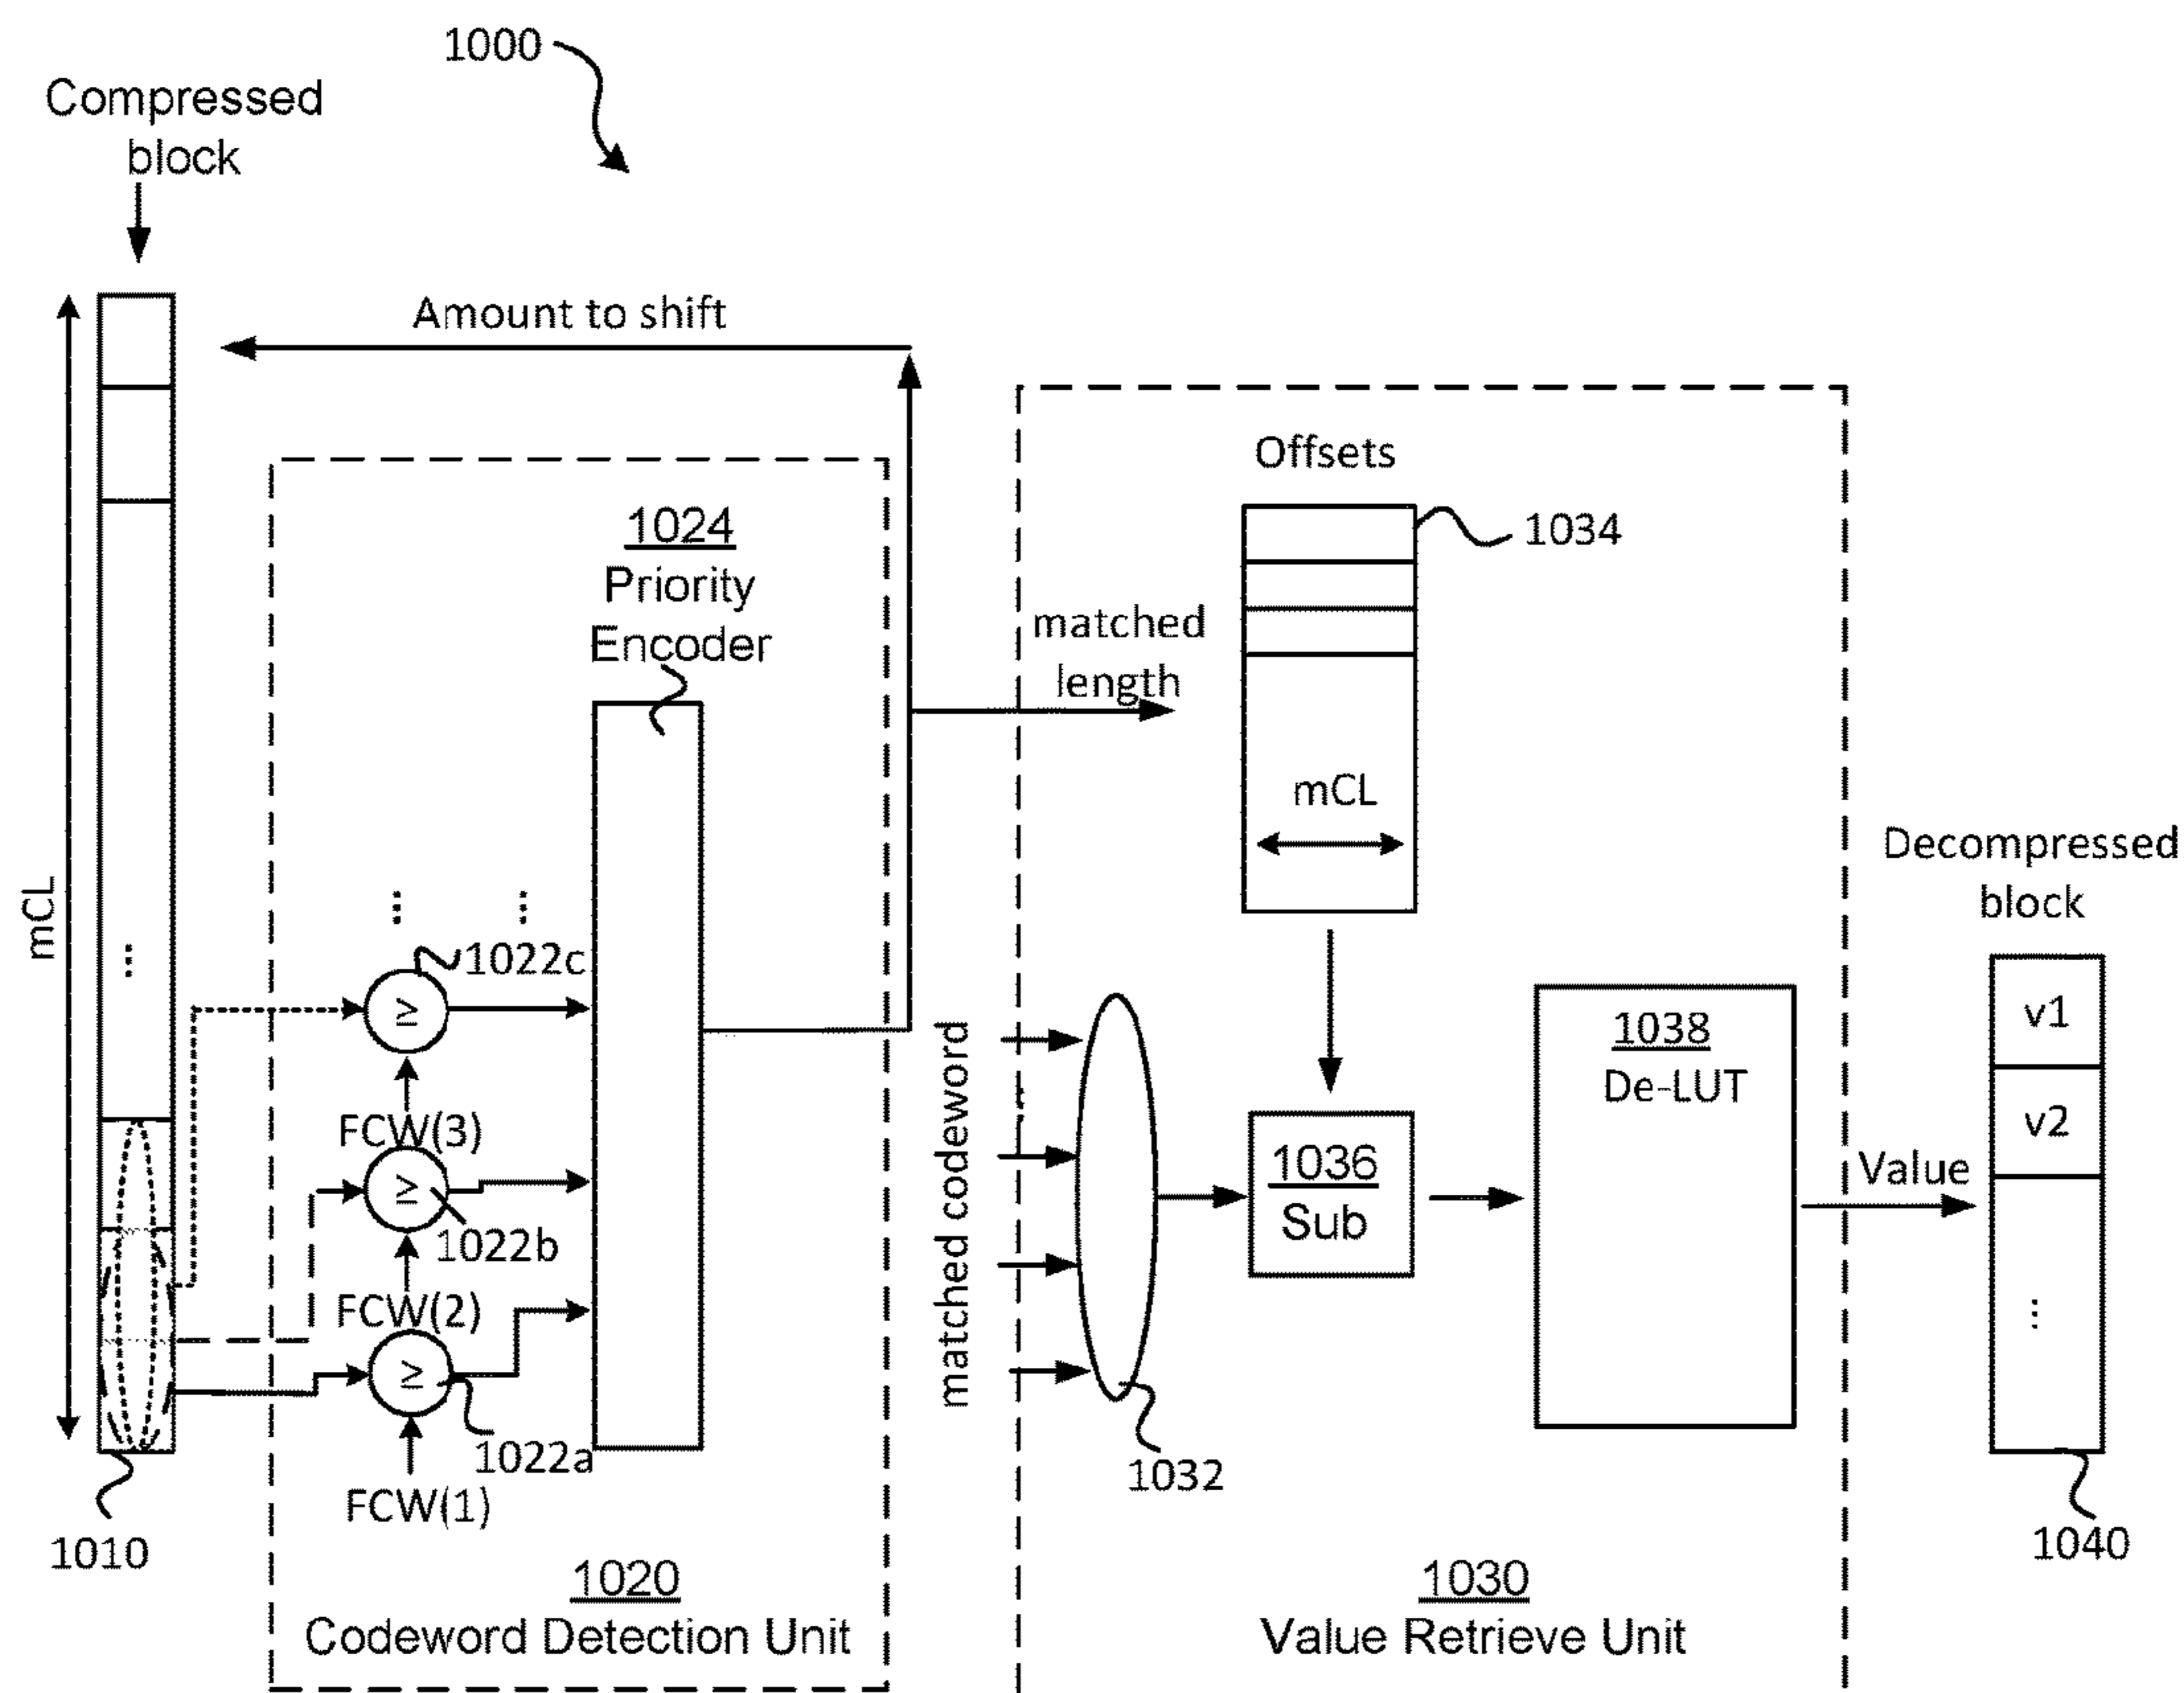 1000
Compressed
block
Amount to shift
mCL
...
1010
1024
Priority
Encoder
...
...
1022c
≥
FCW(3)
≥
1022b
FCW(2)
≥
1022a
FCW(1)
1020
Codeword Detection Unit
Offsets
1034
matched
length
mCL
matched codeword
1032
1036
Sub
1038
De-LUT
1030
Value Retrieve Unit
Value
Decompressed
block
v1
v2
...
1040